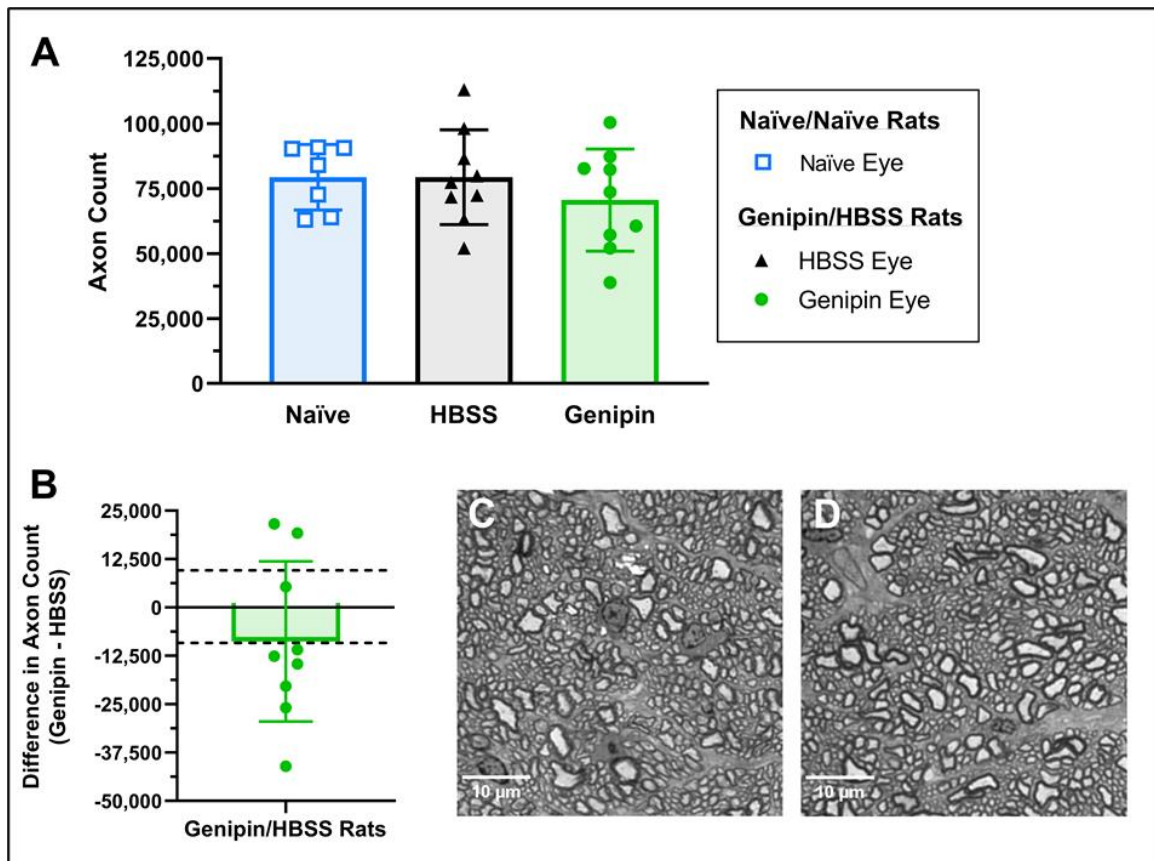 A
125,000
100,000
75,000
50,000
25,000
0
Axon Count
Naïve
HBSS
Genipin
Naïve/Naïve Rats
Naïve Eye
Genipin/HBSS Rats
HBSS Eye
Genipin Eye
B
25,000
12,500
0
-12,500
-25,000
-37,500
-50,000
Difference in Axon Count
(Genipin - HBSS)
Genipin/HBSS Rats
C
10 µm
D
10 µm